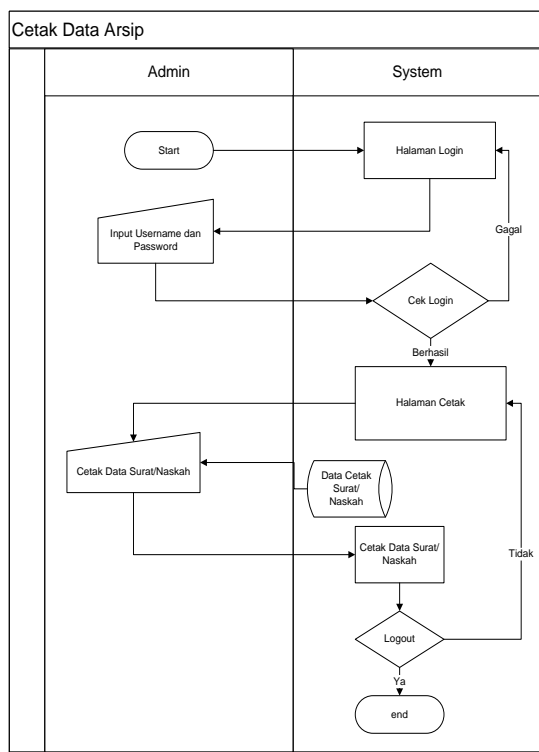 Cetak Data Arsip
Admin
System
Start
Halaman Login
Input Username dan
Password
Gagal
Cek Login
Berhasil
Halaman Cetak
Cetak Data Surat/Naskah
Data Cetak
Surat/
Naskah
Cetak Data Surat/
Naskah
Tidak
Logout
Ya
end